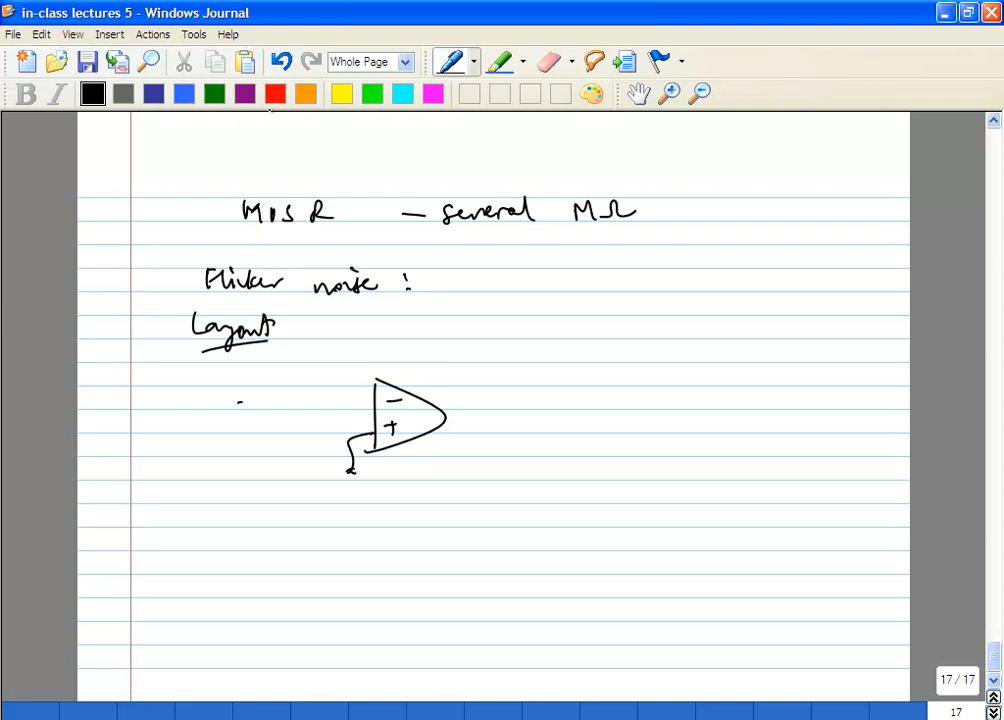 in-class lectures 5 - Windows Journal
File Edit View Insert Actions Tools Help
Whole Page
B I
MOS R — several MΩ
Flicker noise :
Layout
−
+
17 / 17
17